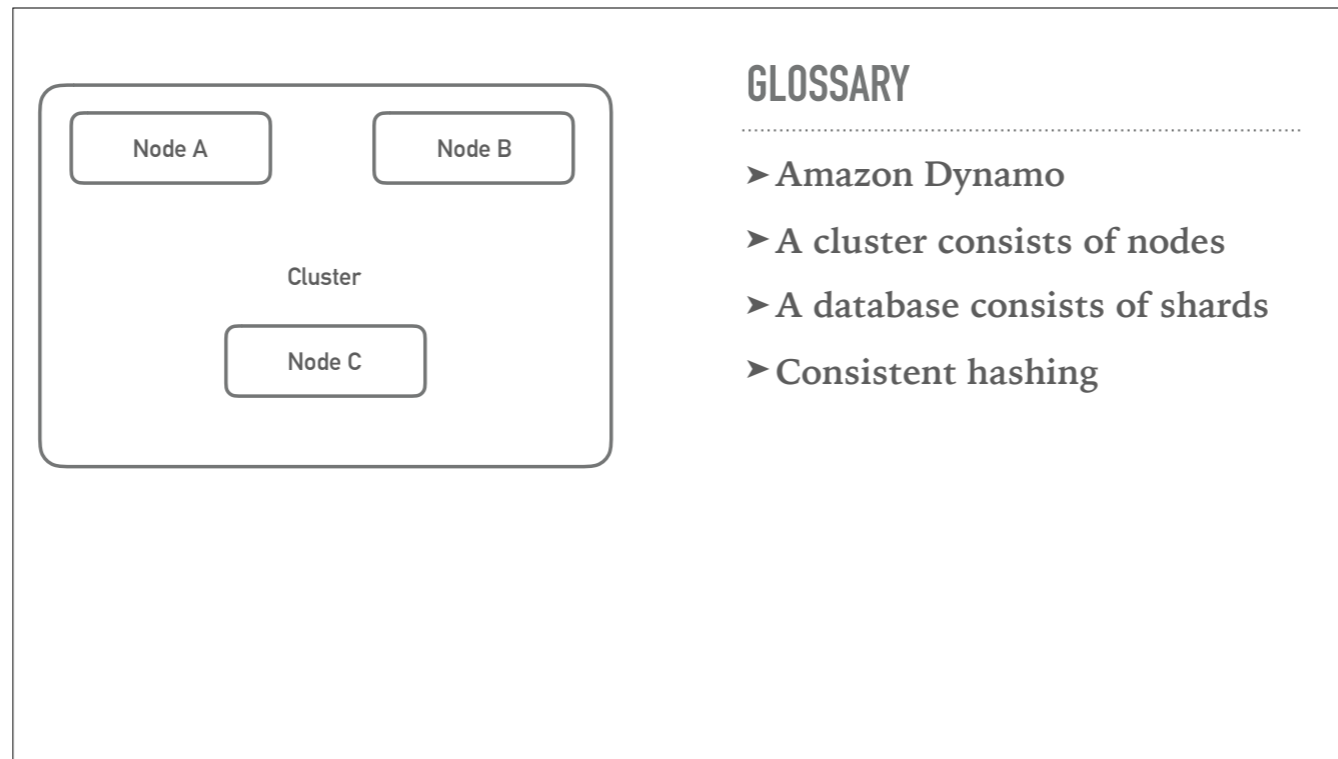 Node A
Node B
Cluster
Node C
GLOSSARY
➤ Amazon Dynamo
➤ A cluster consists of nodes
➤ A database consists of shards
➤ Consistent hashing